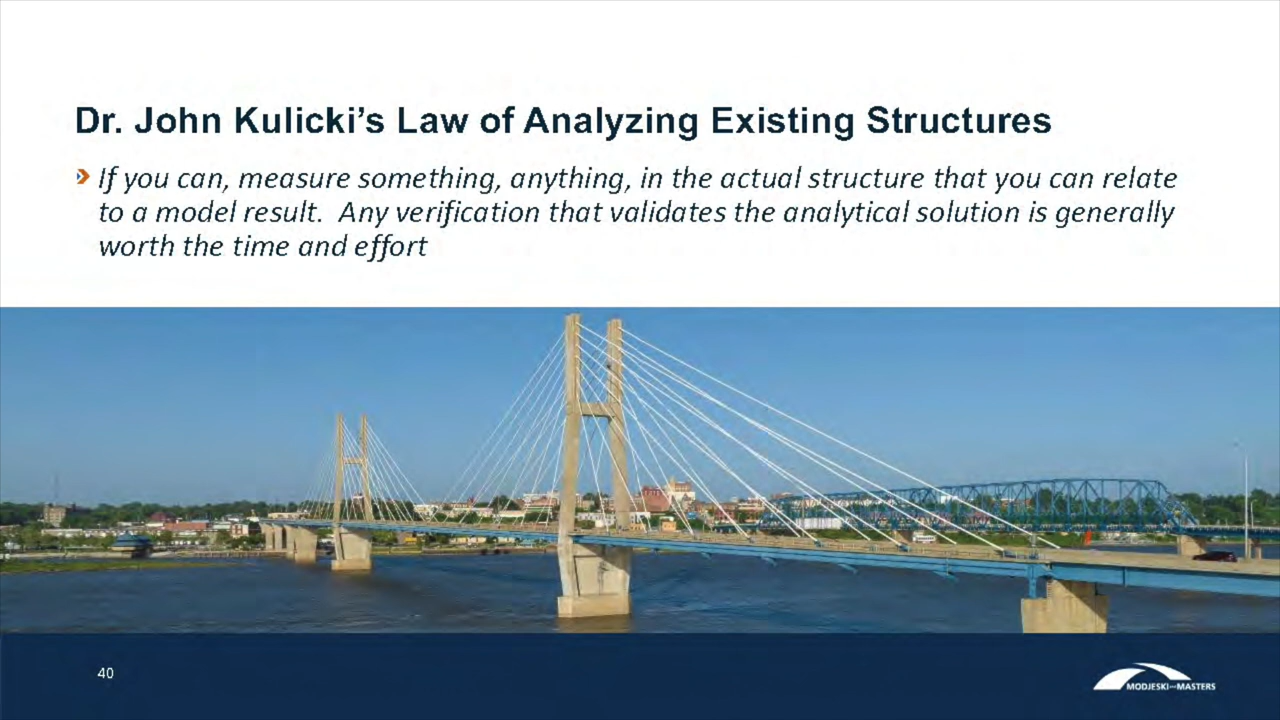 Dr. John Kulicki’s Law of Analyzing Existing Structures
If you can, measure something, anything, in the actual structure that you can relate
to a model result.  Any verification that validates the analytical solution is generally
worth the time and effort
40
MODJESKI and MASTERS